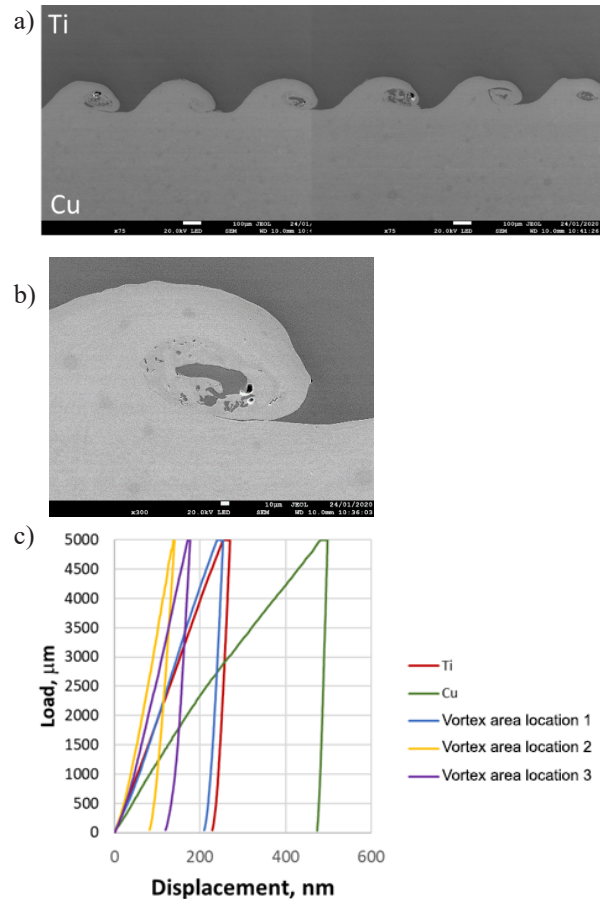 a)
Ti
Cu
100µm JEOL 24/01/
x75 20.0kV LED SEM WD 10.0mm 10:4
100µm JEOL 24/01/2020
x75 20.0kV LED SEM WD 10.0mm 10:41:26
b)
10µm JEOL 24/01/2020
x300 20.0kV LED SEM WD 10.0mm 10:36:03
c)
5000
4500
4000
3500
3000
2500
2000
1500
1000
500
0
Load, µm
0 200 400 600
Displacement, nm
Ti
Cu
Vortex area location 1
Vortex area location 2
Vortex area location 3